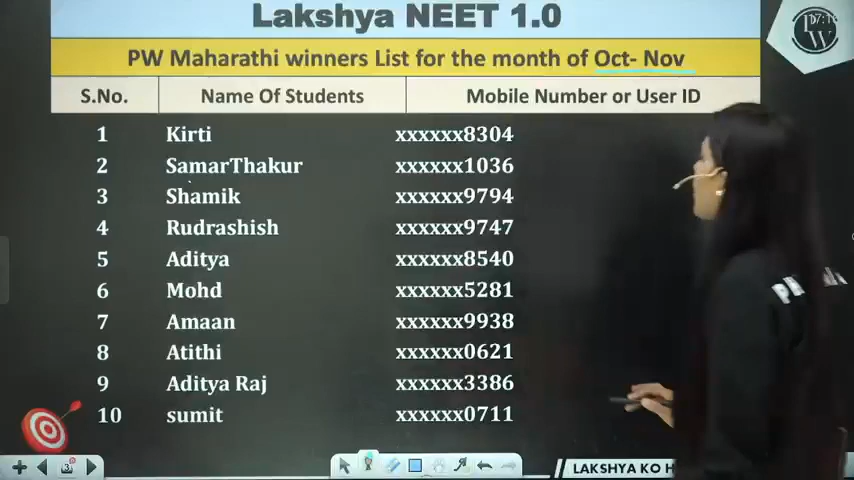 Lakshya NEET 1.0
PW Maharathi winners List for the month of Oct- Nov
S.No. Name Of Students Mobile Number or User ID
1 Kirti xxxxxx8304
2 SamarThakur xxxxxx1036
3 Shamik xxxxxx9794
4 Rudrashish xxxxxx9747
5 Aditya xxxxxx8540
6 Mohd xxxxxx5281
7 Amaan xxxxxx9938
8 Atithi xxxxxx0621
9 Aditya Raj xxxxxx3386
10 sumit xxxxxx0711
LAKSHYA KO H